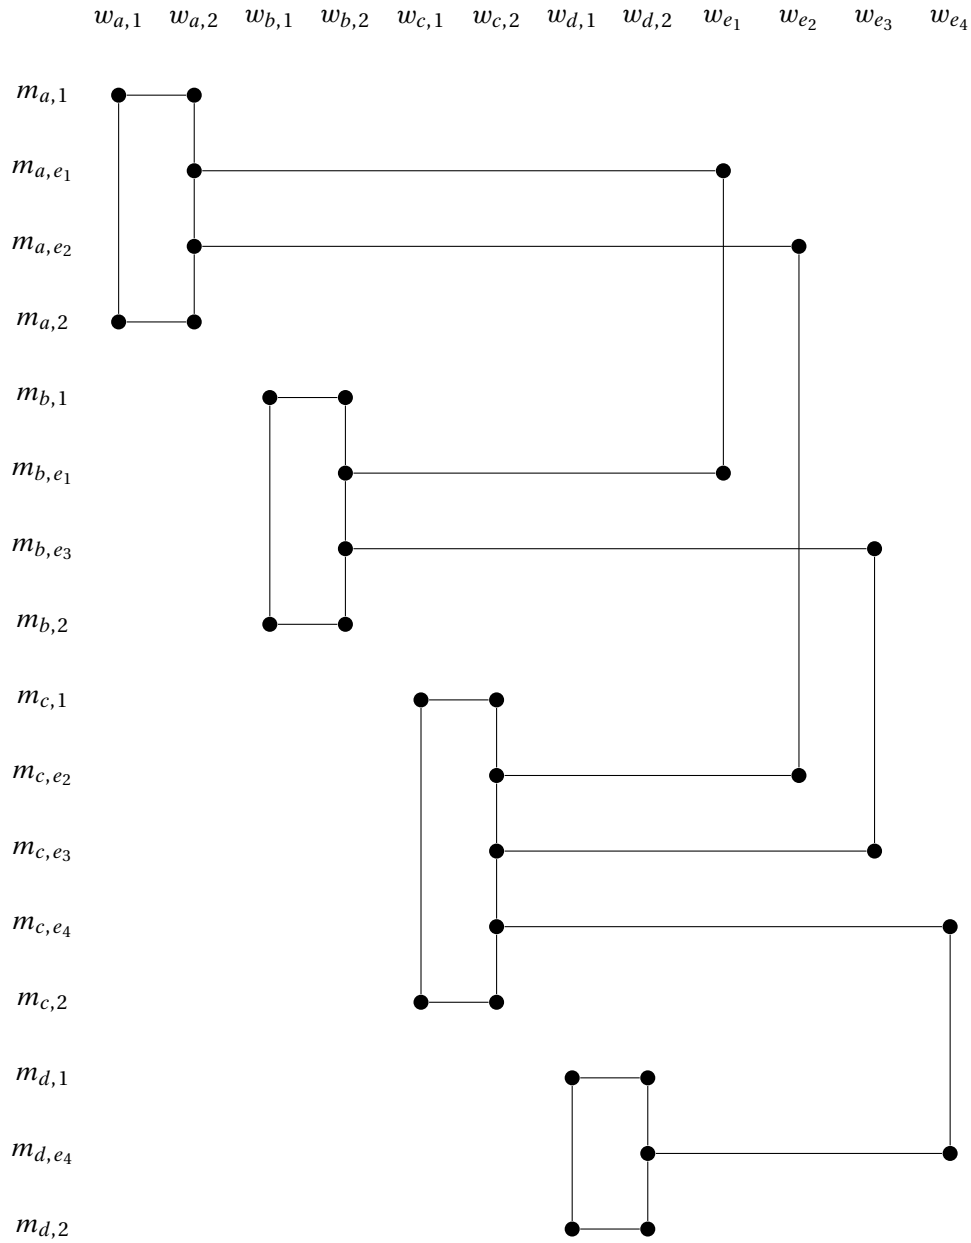 w_{a,1} w_{a,2} w_{b,1} w_{b,2} w_{c,1} w_{c,2} w_{d,1} w_{d,2} w_{e_1} w_{e_2} w_{e_3} w_{e_4}
m_{a,1}
m_{a,e_1}
m_{a,e_2}
m_{a,2}
m_{b,1}
m_{b,e_1}
m_{b,e_3}
m_{b,2}
m_{c,1}
m_{c,e_2}
m_{c,e_3}
m_{c,e_4}
m_{c,2}
m_{d,1}
m_{d,e_4}
m_{d,2}